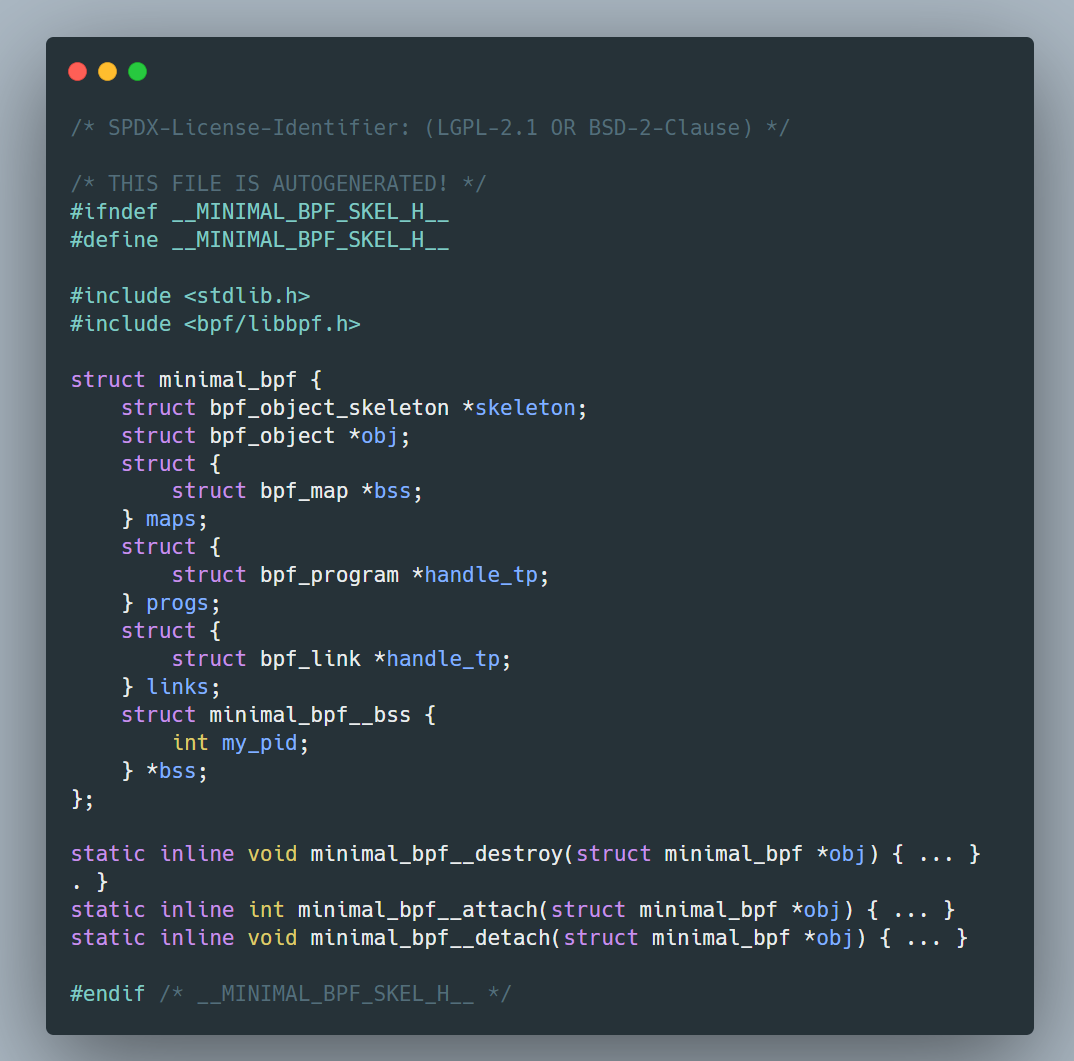 /* SPDX-License-Identifier: (LGPL-2.1 OR BSD-2-Clause) */

/* THIS FILE IS AUTOGENERATED! */
#ifndef __MINIMAL_BPF_SKEL_H__
#define __MINIMAL_BPF_SKEL_H__

#include <stdlib.h>
#include <bpf/libbpf.h>

struct minimal_bpf {
    struct bpf_object_skeleton *skeleton;
    struct bpf_object *obj;
    struct {
        struct bpf_map *bss;
    } maps;
    struct {
        struct bpf_program *handle_tp;
    } progs;
    struct {
        struct bpf_link *handle_tp;
    } links;
    struct minimal_bpf__bss {
        int my_pid;
    } *bss;
};

static inline void minimal_bpf__destroy(struct minimal_bpf *obj) { ... }
. }
static inline int minimal_bpf__attach(struct minimal_bpf *obj) { ... }
static inline void minimal_bpf__detach(struct minimal_bpf *obj) { ... }

#endif /* __MINIMAL_BPF_SKEL_H__ */